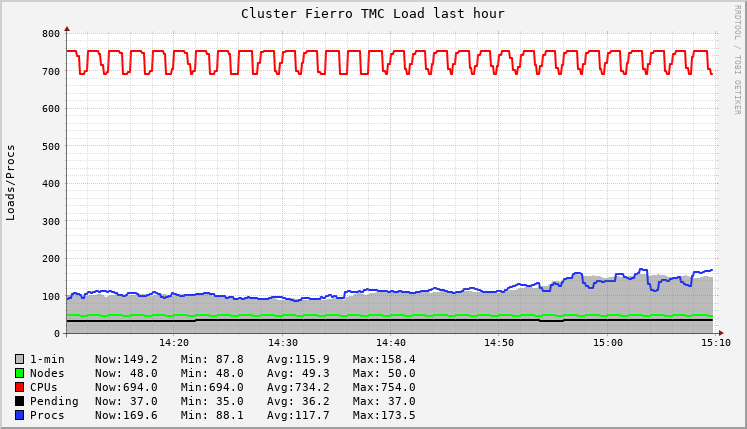 Cluster Fierro TMC Load last hour
RRDTOOL / TOBI OETIKER
Loads/Procs
800
700
600
500
400
300
200
100
0
14:20 14:30 14:40 14:50 15:00 15:10
1-min Now:149.2 Min: 87.8 Avg:115.9 Max:158.4
Nodes Now: 48.0 Min: 48.0 Avg: 49.3 Max: 50.0
CPUs Now:694.0 Min:694.0 Avg:734.2 Max:754.0
Pending Now: 37.0 Min: 35.0 Avg: 36.2 Max: 37.0
Procs Now:169.6 Min: 88.1 Avg:117.7 Max:173.5